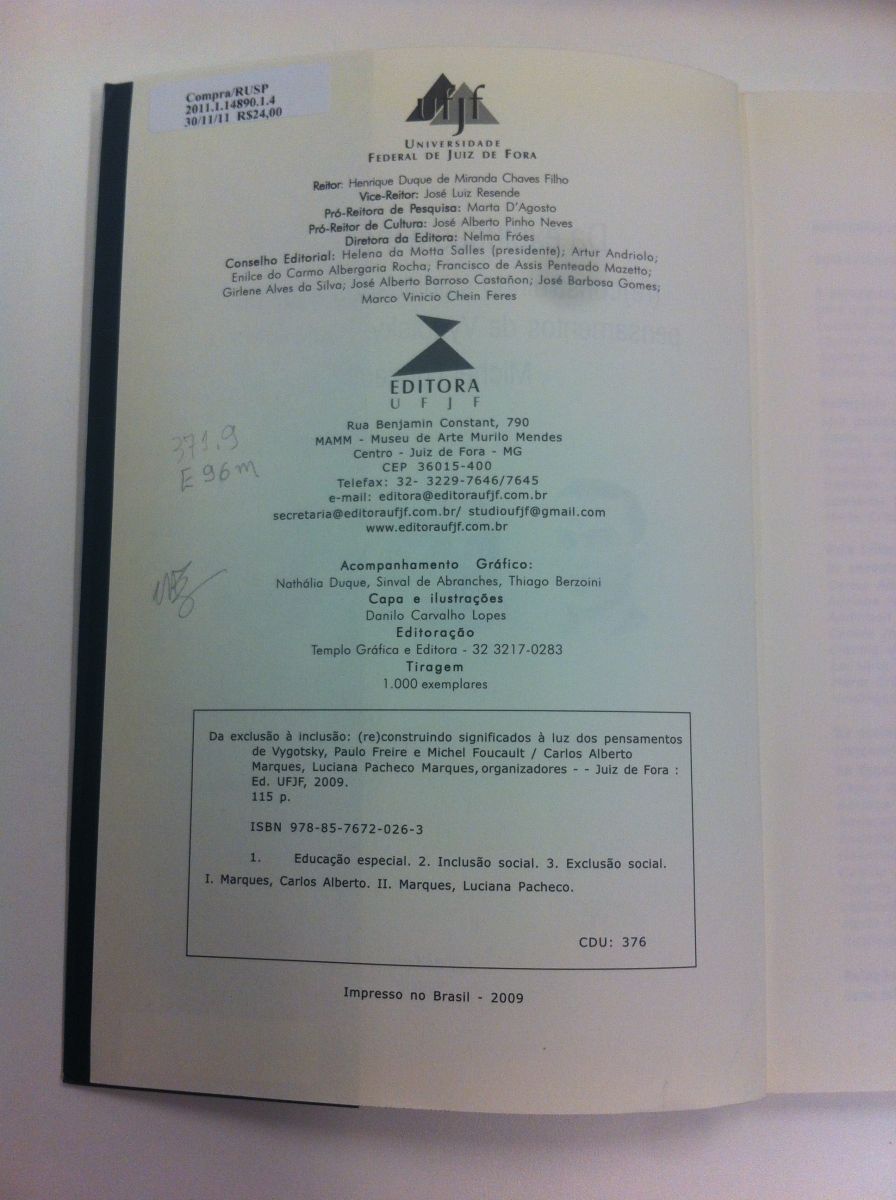 Compra/RUSP
2011.1.14890.1.4
30/11/11 R$24,00
ufjf
UNIVERSIDADE
FEDERAL DE JUIZ DE FORA
Reitor: Henrique Duque de Miranda Chaves Filho
Vice-Reitor: José Luiz Resende
Pró-Reitora de Pesquisa: Marta D'Agosto
Pró-Reitor de Cultura: José Alberto Pinho Neves
Diretora da Editora: Nelma Fróes
Conselho Editorial: Helena da Motta Salles (presidente); Artur Andriolo;
Enilce do Carmo Albergaria Rocha; Francisco de Assis Penteado Mazetto;
Girlene Alves da Silva; José Alberto Barroso Castañon; José Barbosa Gomes;
Marco Vinicio Chein Feres
EDITORA
UFJF
Rua Benjamin Constant, 790
MAMM - Museu de Arte Murilo Mendes
Centro - Juiz de Fora - MG
CEP 36015-400
Telefax: 32- 3229-7646/7645
e-mail: editora@editoraufjf.com.br
secretaria@editoraufjf.com.br/ studioufjf@gmail.com
www.editoraufjf.com.br
371.9
E96m
Acompanhamento Gráfico:
Nathália Duque, Sinval de Abranches, Thiago Berzoini
Capa e ilustrações
Danilo Carvalho Lopes
Editoração
Templo Gráfica e Editora - 32 3217-0283
Tiragem
1.000 exemplares
Da exclusão à inclusão: (re)construindo significados à luz dos pensamentos
de Vygotsky, Paulo Freire e Michel Foucault / Carlos Alberto
Marques, Luciana Pacheco Marques, organizadores - - Juiz de Fora :
Ed. UFJF, 2009.
115 p.
ISBN 978-85-7672-026-3
1. Educação especial. 2. Inclusão social. 3. Exclusão social.
I. Marques, Carlos Alberto. II. Marques, Luciana Pacheco.
CDU: 376
Impresso no Brasil - 2009